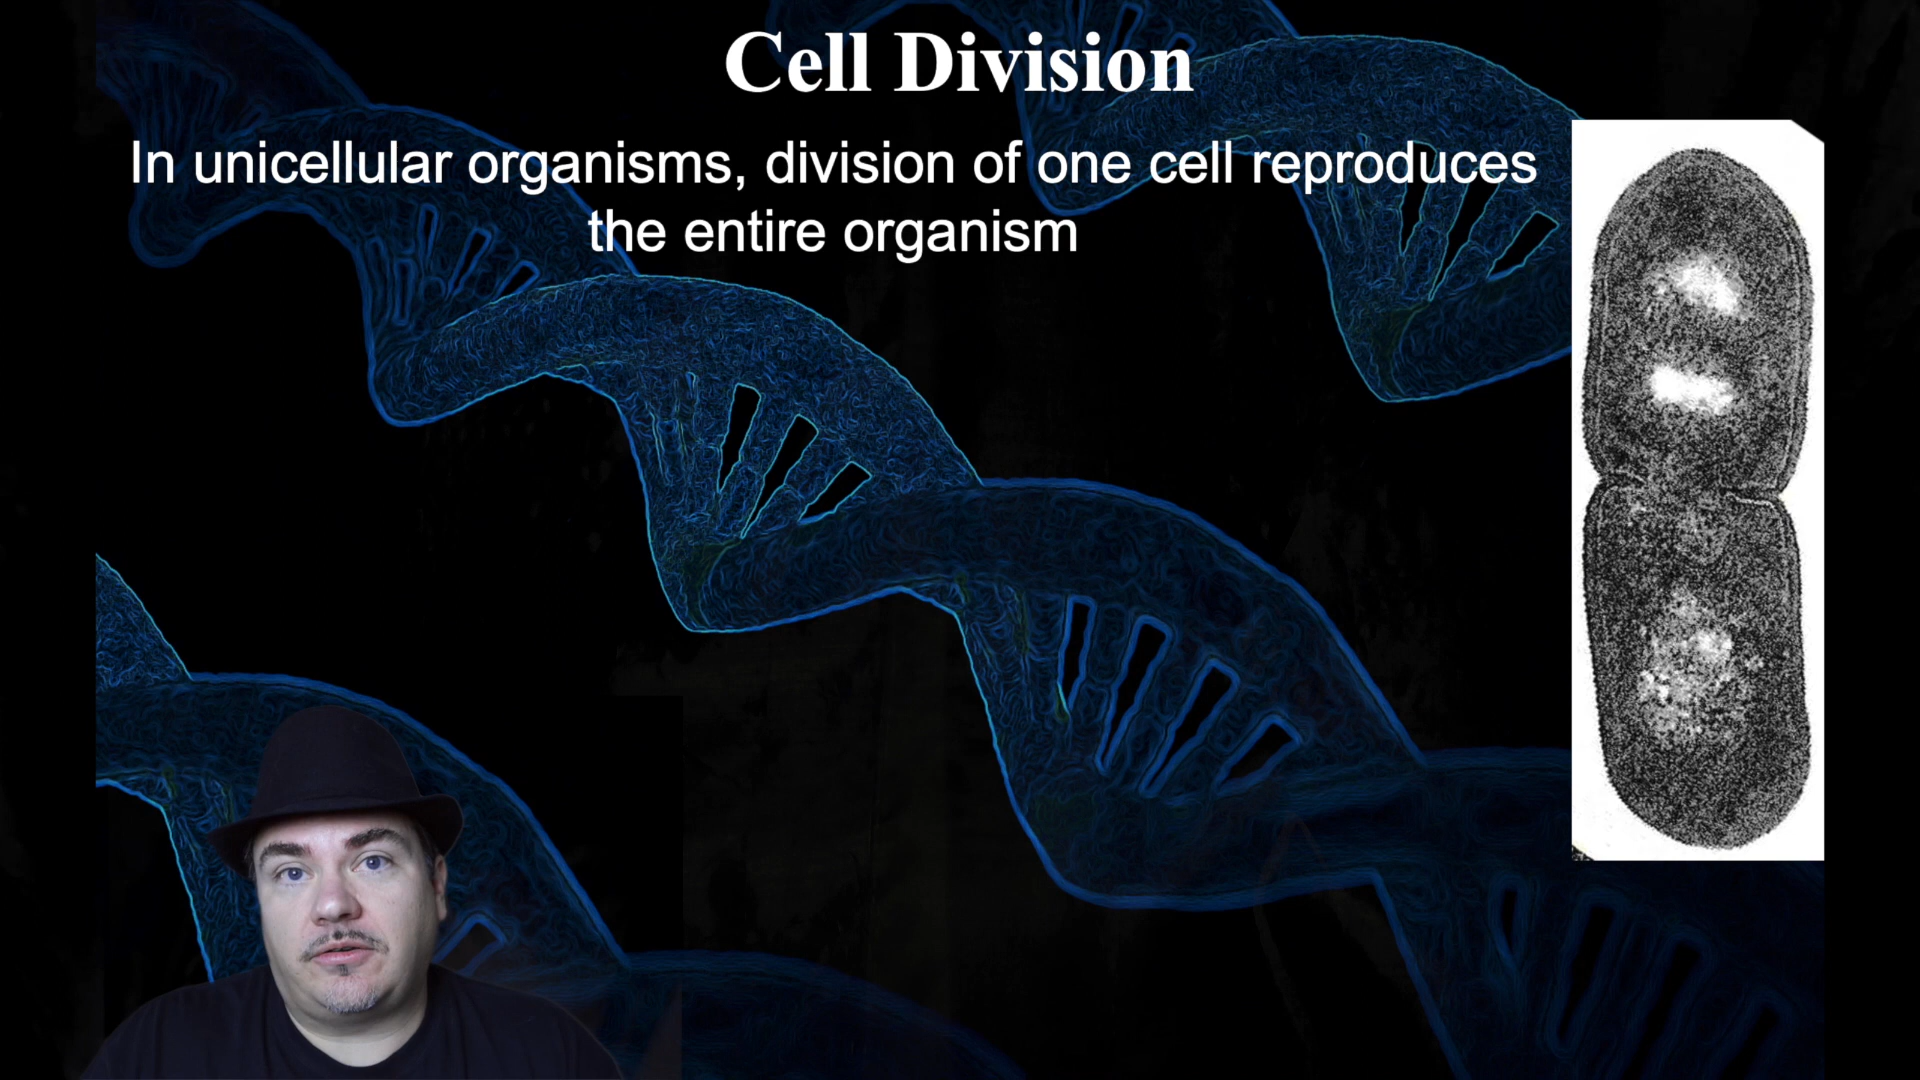 Cell Division
In unicellular organisms, division of one cell reproduces
the entire organism